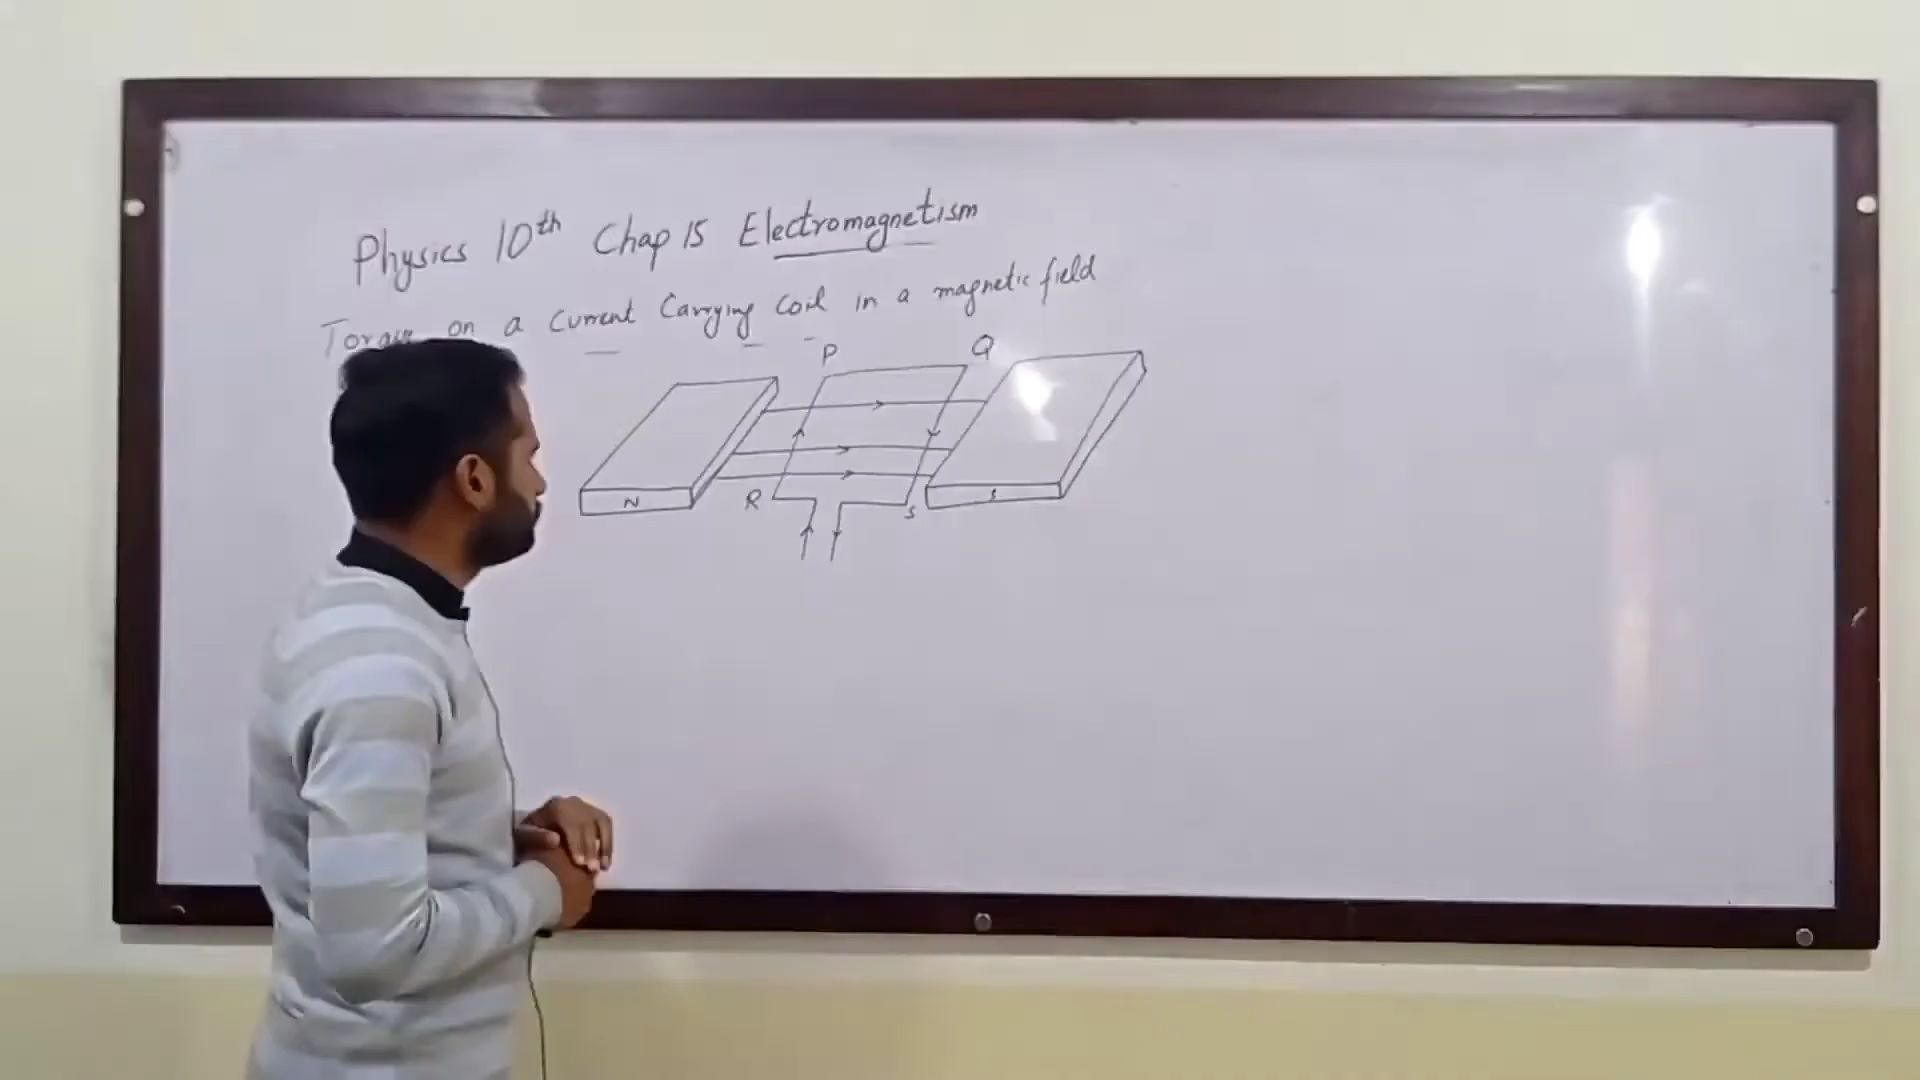 Physics 10th Chap 15 Electromagnetism
Torque on a Current Carrying Coil in a magnetic field
P Q
N R S S